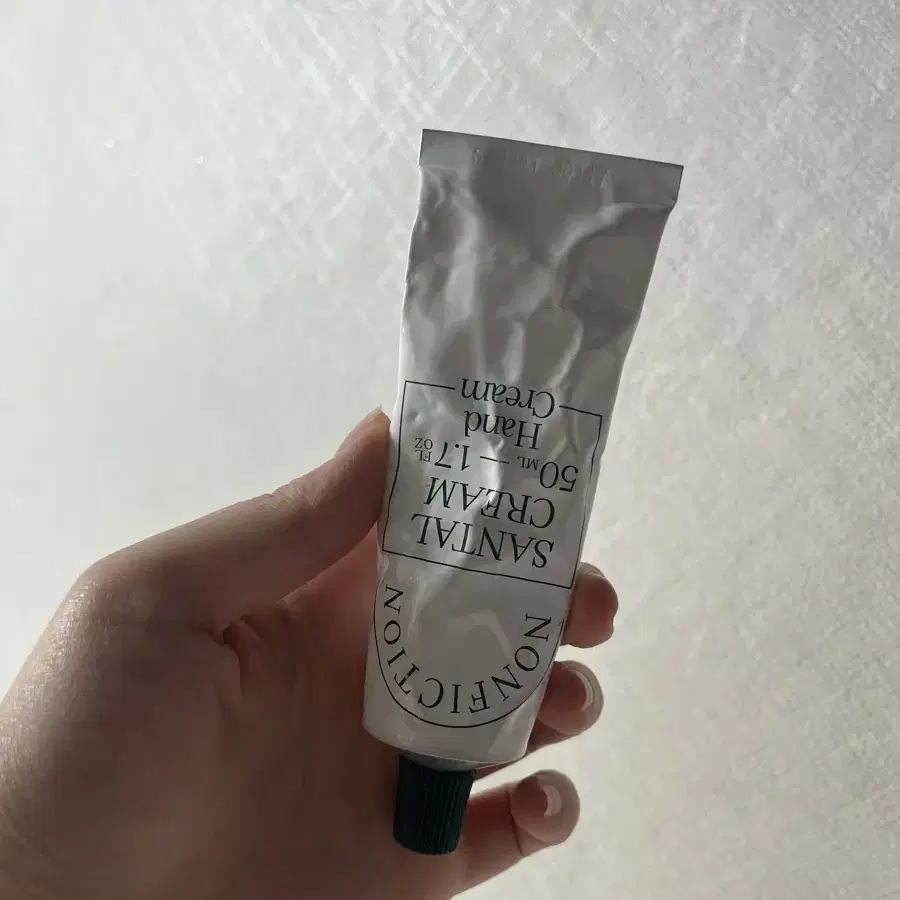 NONFICTION
SANTAL
CREAM
50 ML — 1.7 FL OZ
Hand
Cream